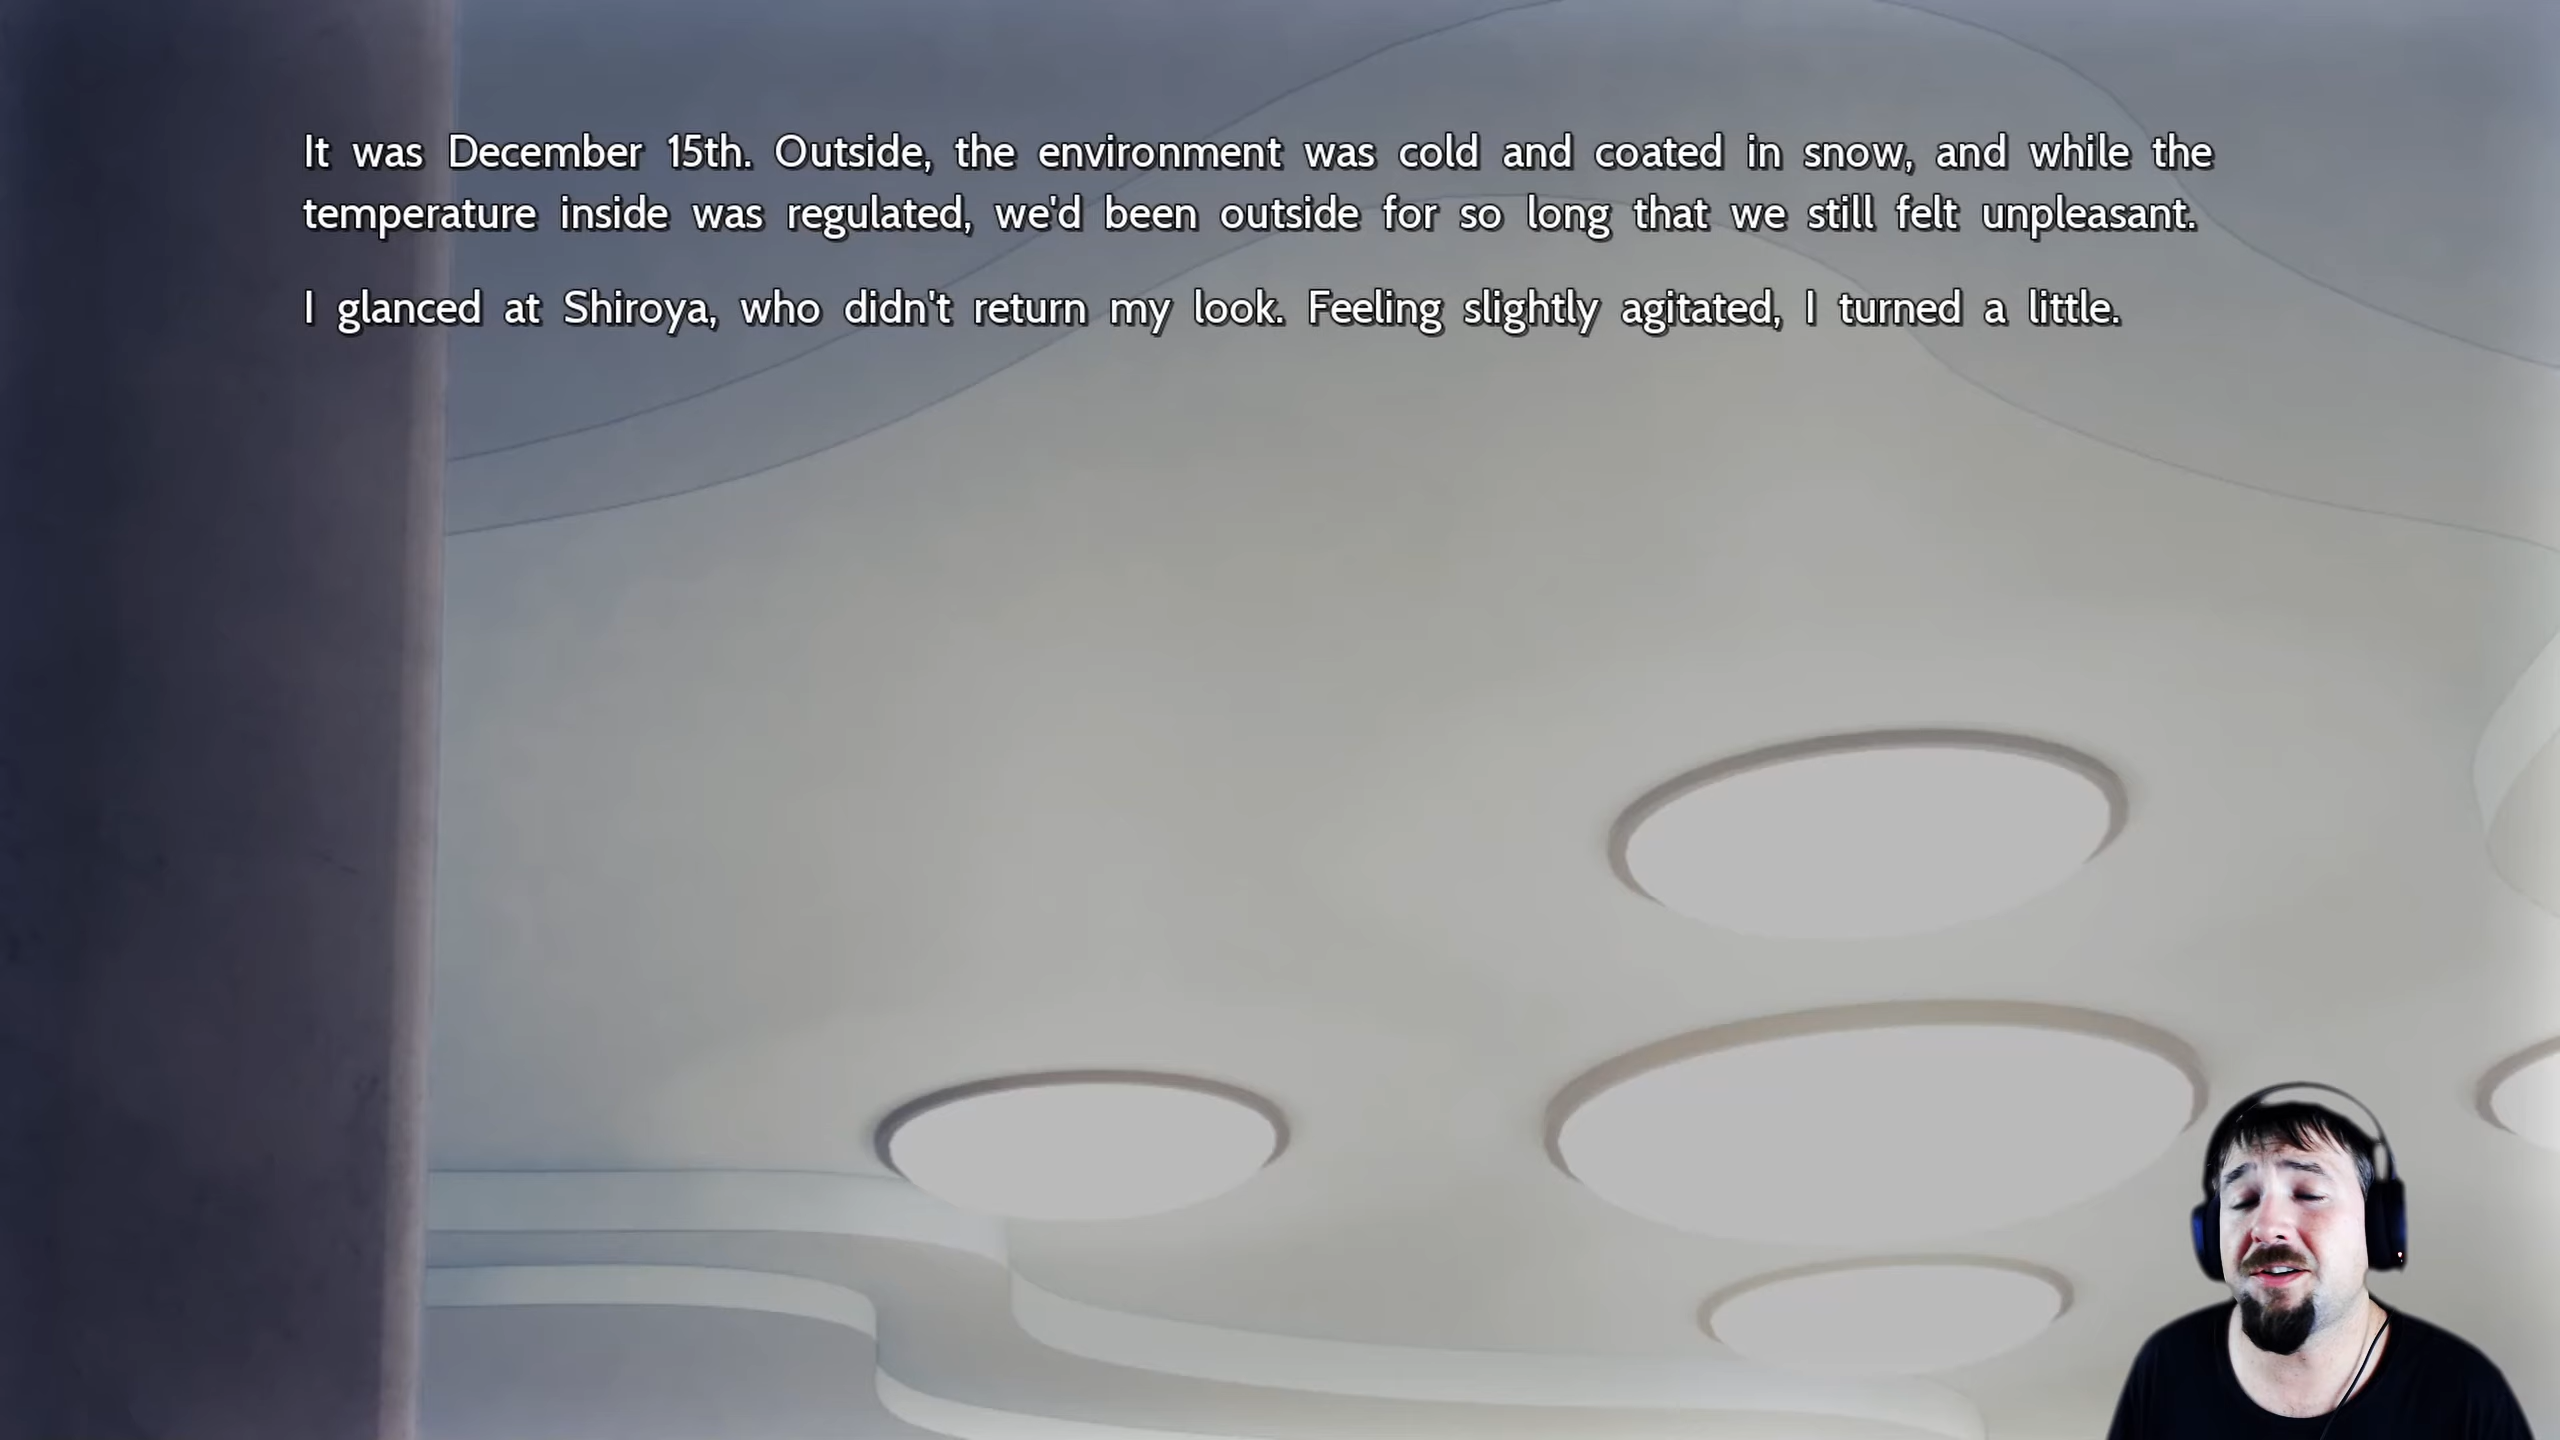 It was December 15th. Outside, the environment was cold and coated in snow, and while the
temperature inside was regulated, we'd been outside for so long that we still felt unpleasant.
I glanced at Shiroya, who didn't return my look. Feeling slightly agitated, I turned a little.